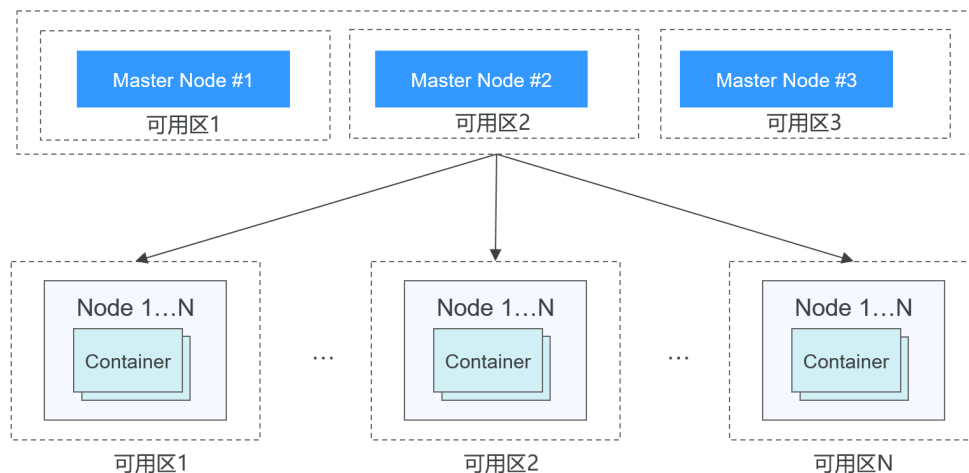 Master Node #1
Master Node #2
Master Node #3
可用区1
可用区2
可用区3
Node 1...N
Node 1...N
Node 1...N
Container
...
Container
...
Container
可用区1
可用区2
可用区N